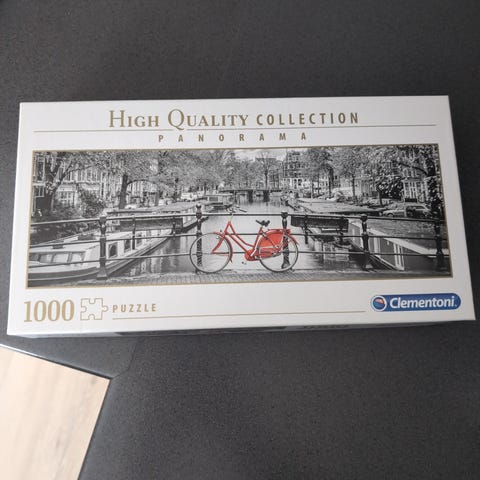 HIGH QUALITY COLLECTION
PANORAMA
1000 PUZZLE
Clementoni